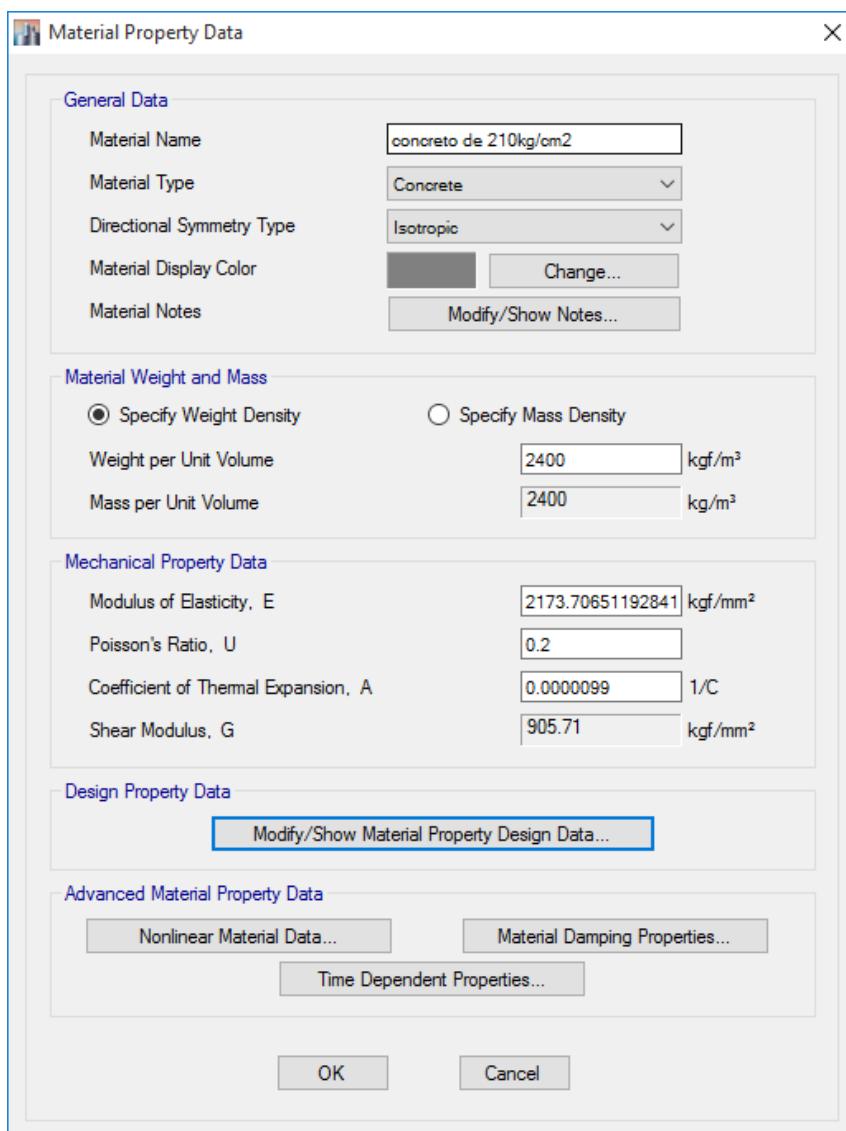 Material Property Data
General Data
Material Name concreto de 210kg/cm2
Material Type Concrete
Directional Symmetry Type Isotropic
Material Display Color Change...
Material Notes Modify/Show Notes...
Material Weight and Mass
Specify Weight Density Specify Mass Density
Weight per Unit Volume 2400 kgf/m³
Mass per Unit Volume 2400 kg/m³
Mechanical Property Data
Modulus of Elasticity, E 2173.70651192841 kgf/mm²
Poisson's Ratio, U 0.2
Coefficient of Thermal Expansion, A 0.0000099 1/C
Shear Modulus, G 905.71 kgf/mm²
Design Property Data
Modify/Show Material Property Design Data...
Advanced Material Property Data
Nonlinear Material Data... Material Damping Properties...
Time Dependent Properties...
OK Cancel